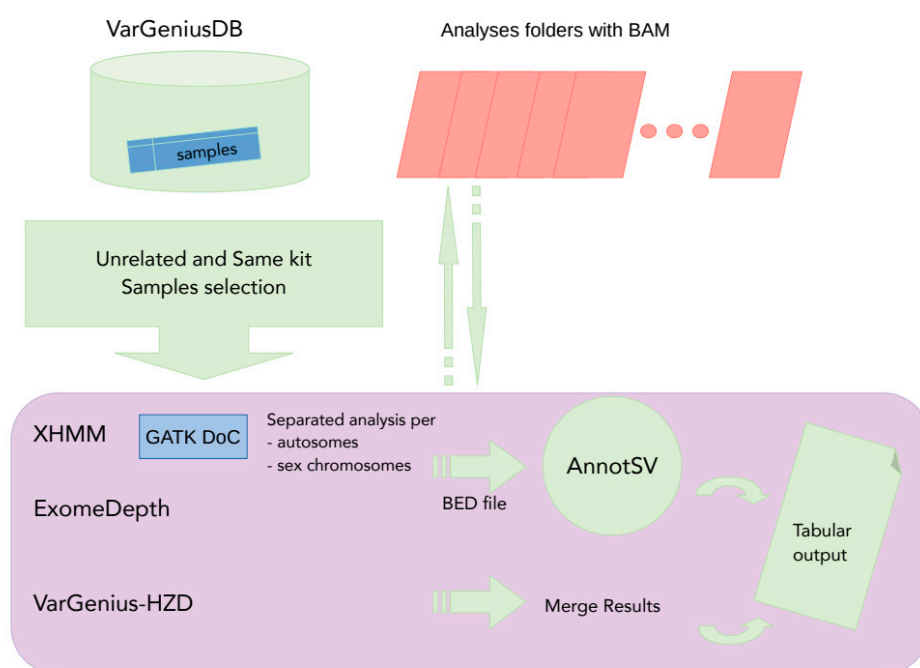 VarGeniusDB
Analyses folders with BAM
samples
Unrelated and Same kit
Samples selection
XHMM
GATK DoC
Separated analysis per
- autosomes
- sex chromosomes
BED file
AnnotSV
ExomeDepth
Tabular
output
VarGenius-HZD
Merge Results